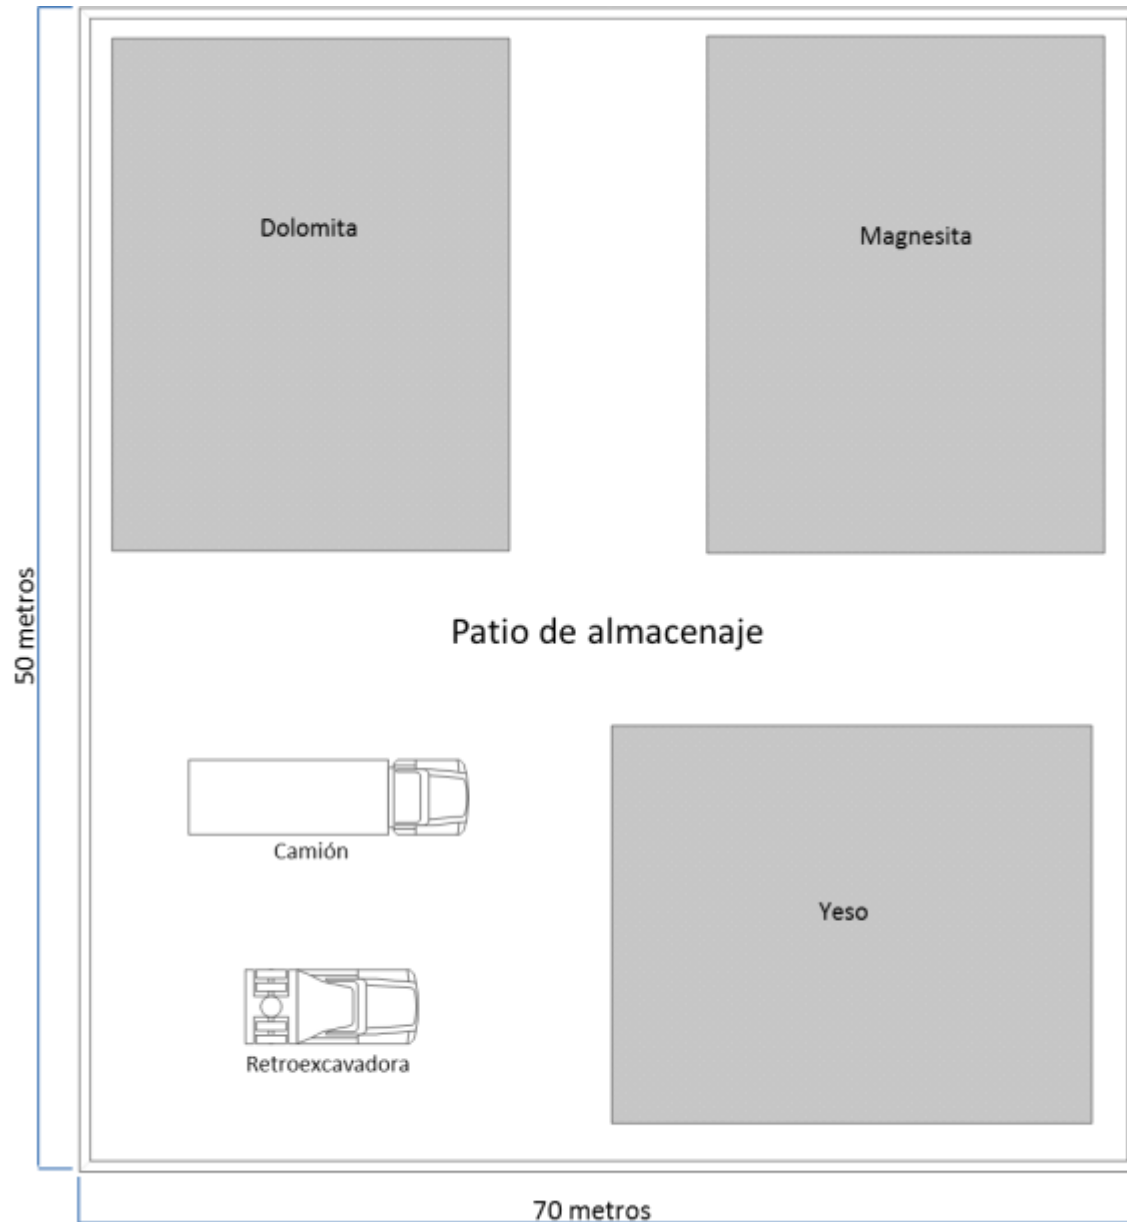 Dolomita
Magnesita
50 metros
Patio de almacenaje
Camión
Yeso
Retroexcavadora
70 metros